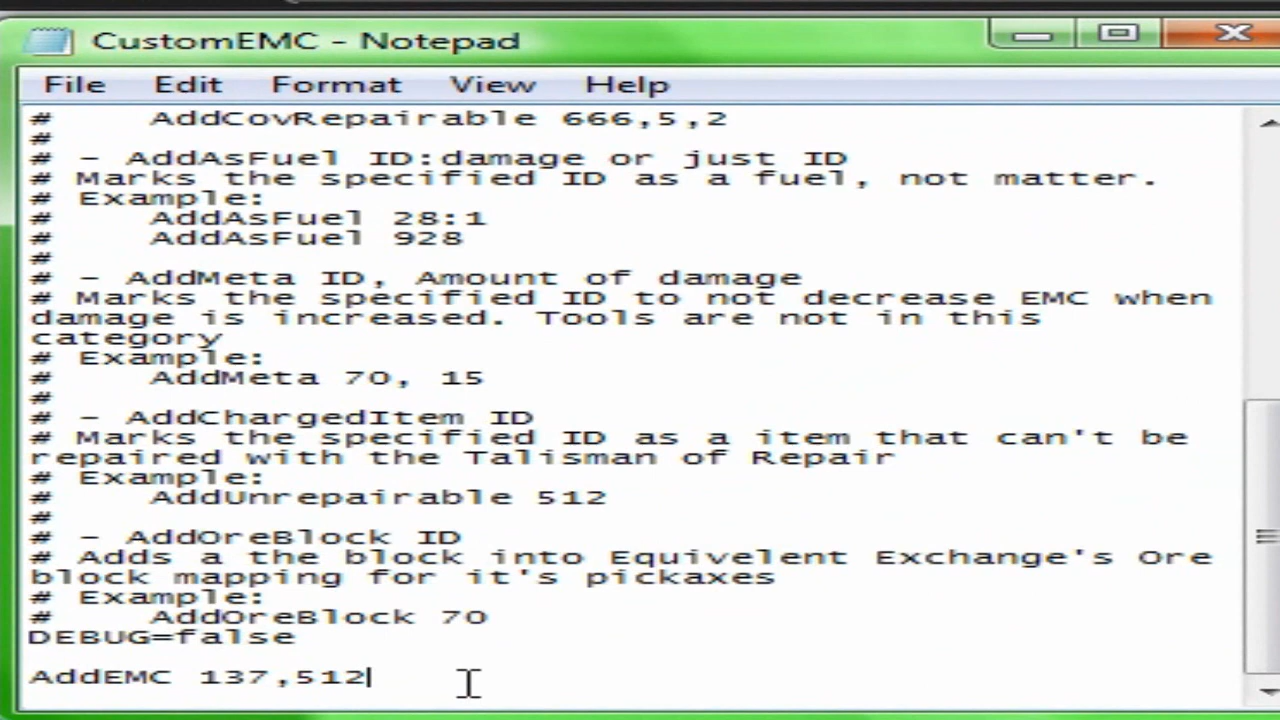 CustomEMC - Notepad
File Edit Format View Help
# AddCovRepairable 666,5,2
#
# - AddAsFuel ID:damage or just ID
# Marks the specified ID as a fuel, not matter.
# Example:
# AddAsFuel 28:1
# AddAsFuel 928
#
# - AddMeta ID, Amount of damage
# Marks the specified ID to not decrease EMC when
damage is increased. Tools are not in this
category
# Example:
# AddMeta 70, 15
#
# - AddChargedItem ID
# Marks the specified ID as a item that can't be
repaired with the Talisman of Repair
# Example:
# AddUnrepairable 512
#
# - AddOreBlock ID
# Adds a the block into Equivelent Exchange's Ore
block mapping for it's pickaxes
# Example:
# AddOreBlock 70
DEBUG=false
AddEMC 137,512